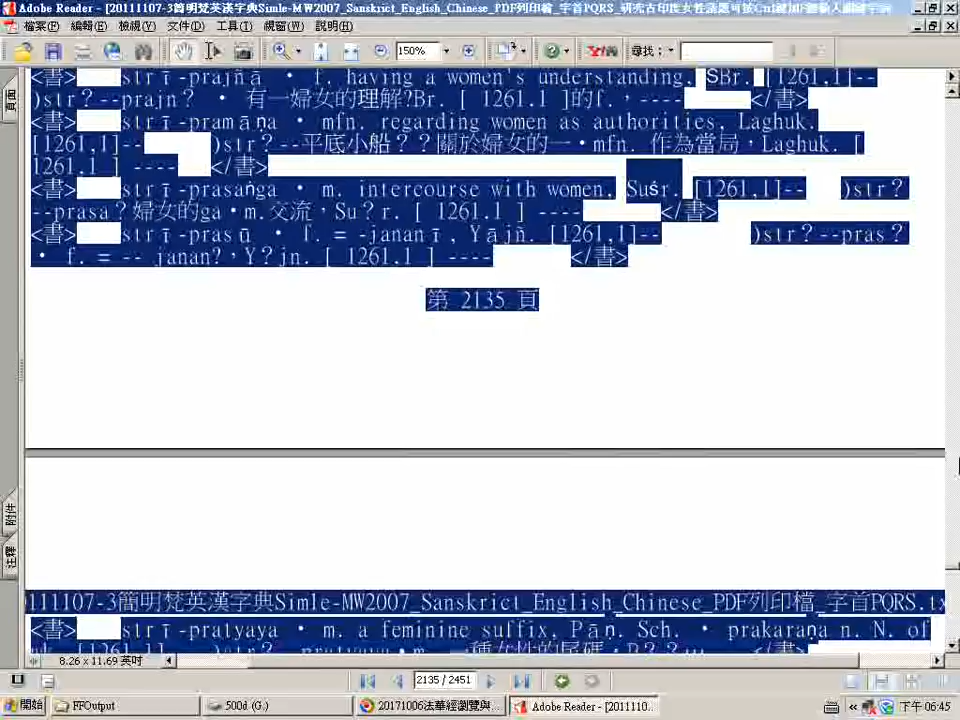 Adobe Reader - [20111107-3簡明梵英漢字典Simle-MW2007_Sanskrict_English_Chinese_PDF列印檔_字首PQRS_
檔案(F) 編輯(E) 檢視(V) 文件(D) 工具(T) 視窗(W) 說明(H)
150% 尋找：
頁面
<書> strī-prajñā ‧ f. having a women's understanding, ŚBr. [1261,1]--
)str？--prajn？ ‧ 有一婦女的理解?Br. [ 1261.1 ]的f.，---- </書>
<書> strī-pramāṇa ‧ mfn. regarding women as authorities, Laghuk.
[1261,1]-- )str？--平底小船？？關於婦女的一‧mfn. 作為當局，Laghuk. [
1261.1 ] ---- </書>
<書> strī-prasaṅga ‧ m. intercourse with women, Suśr. [1261,1]-- )str？
--prasa？婦女的ga‧m.交流，Su？r. [ 1261.1 ] ---- </書>
<書> strī-prasū ‧ f. = -jananī, Yājñ. [1261,1]-- )str？--pras？
‧ f. = -- janan?，Y？jn. [ 1261.1 ] ---- </書>
第 2135 頁
附件
注釋
111107-3簡明梵英漢字典Simle-MW2007_Sanskrict_English_Chinese_PDF列印檔_字首PQRS.tx
<書> strī-pratyaya ‧ m. a feminine suffix, Pāṇ. Sch. ‧ prakaraṇa n. N. of
8.26 x 11.69 英吋
2135 / 2451
開始 FFOutput 500d (G:) 20171006法華經瀏覽與... Adobe Reader - [2011110... 下午 06:45